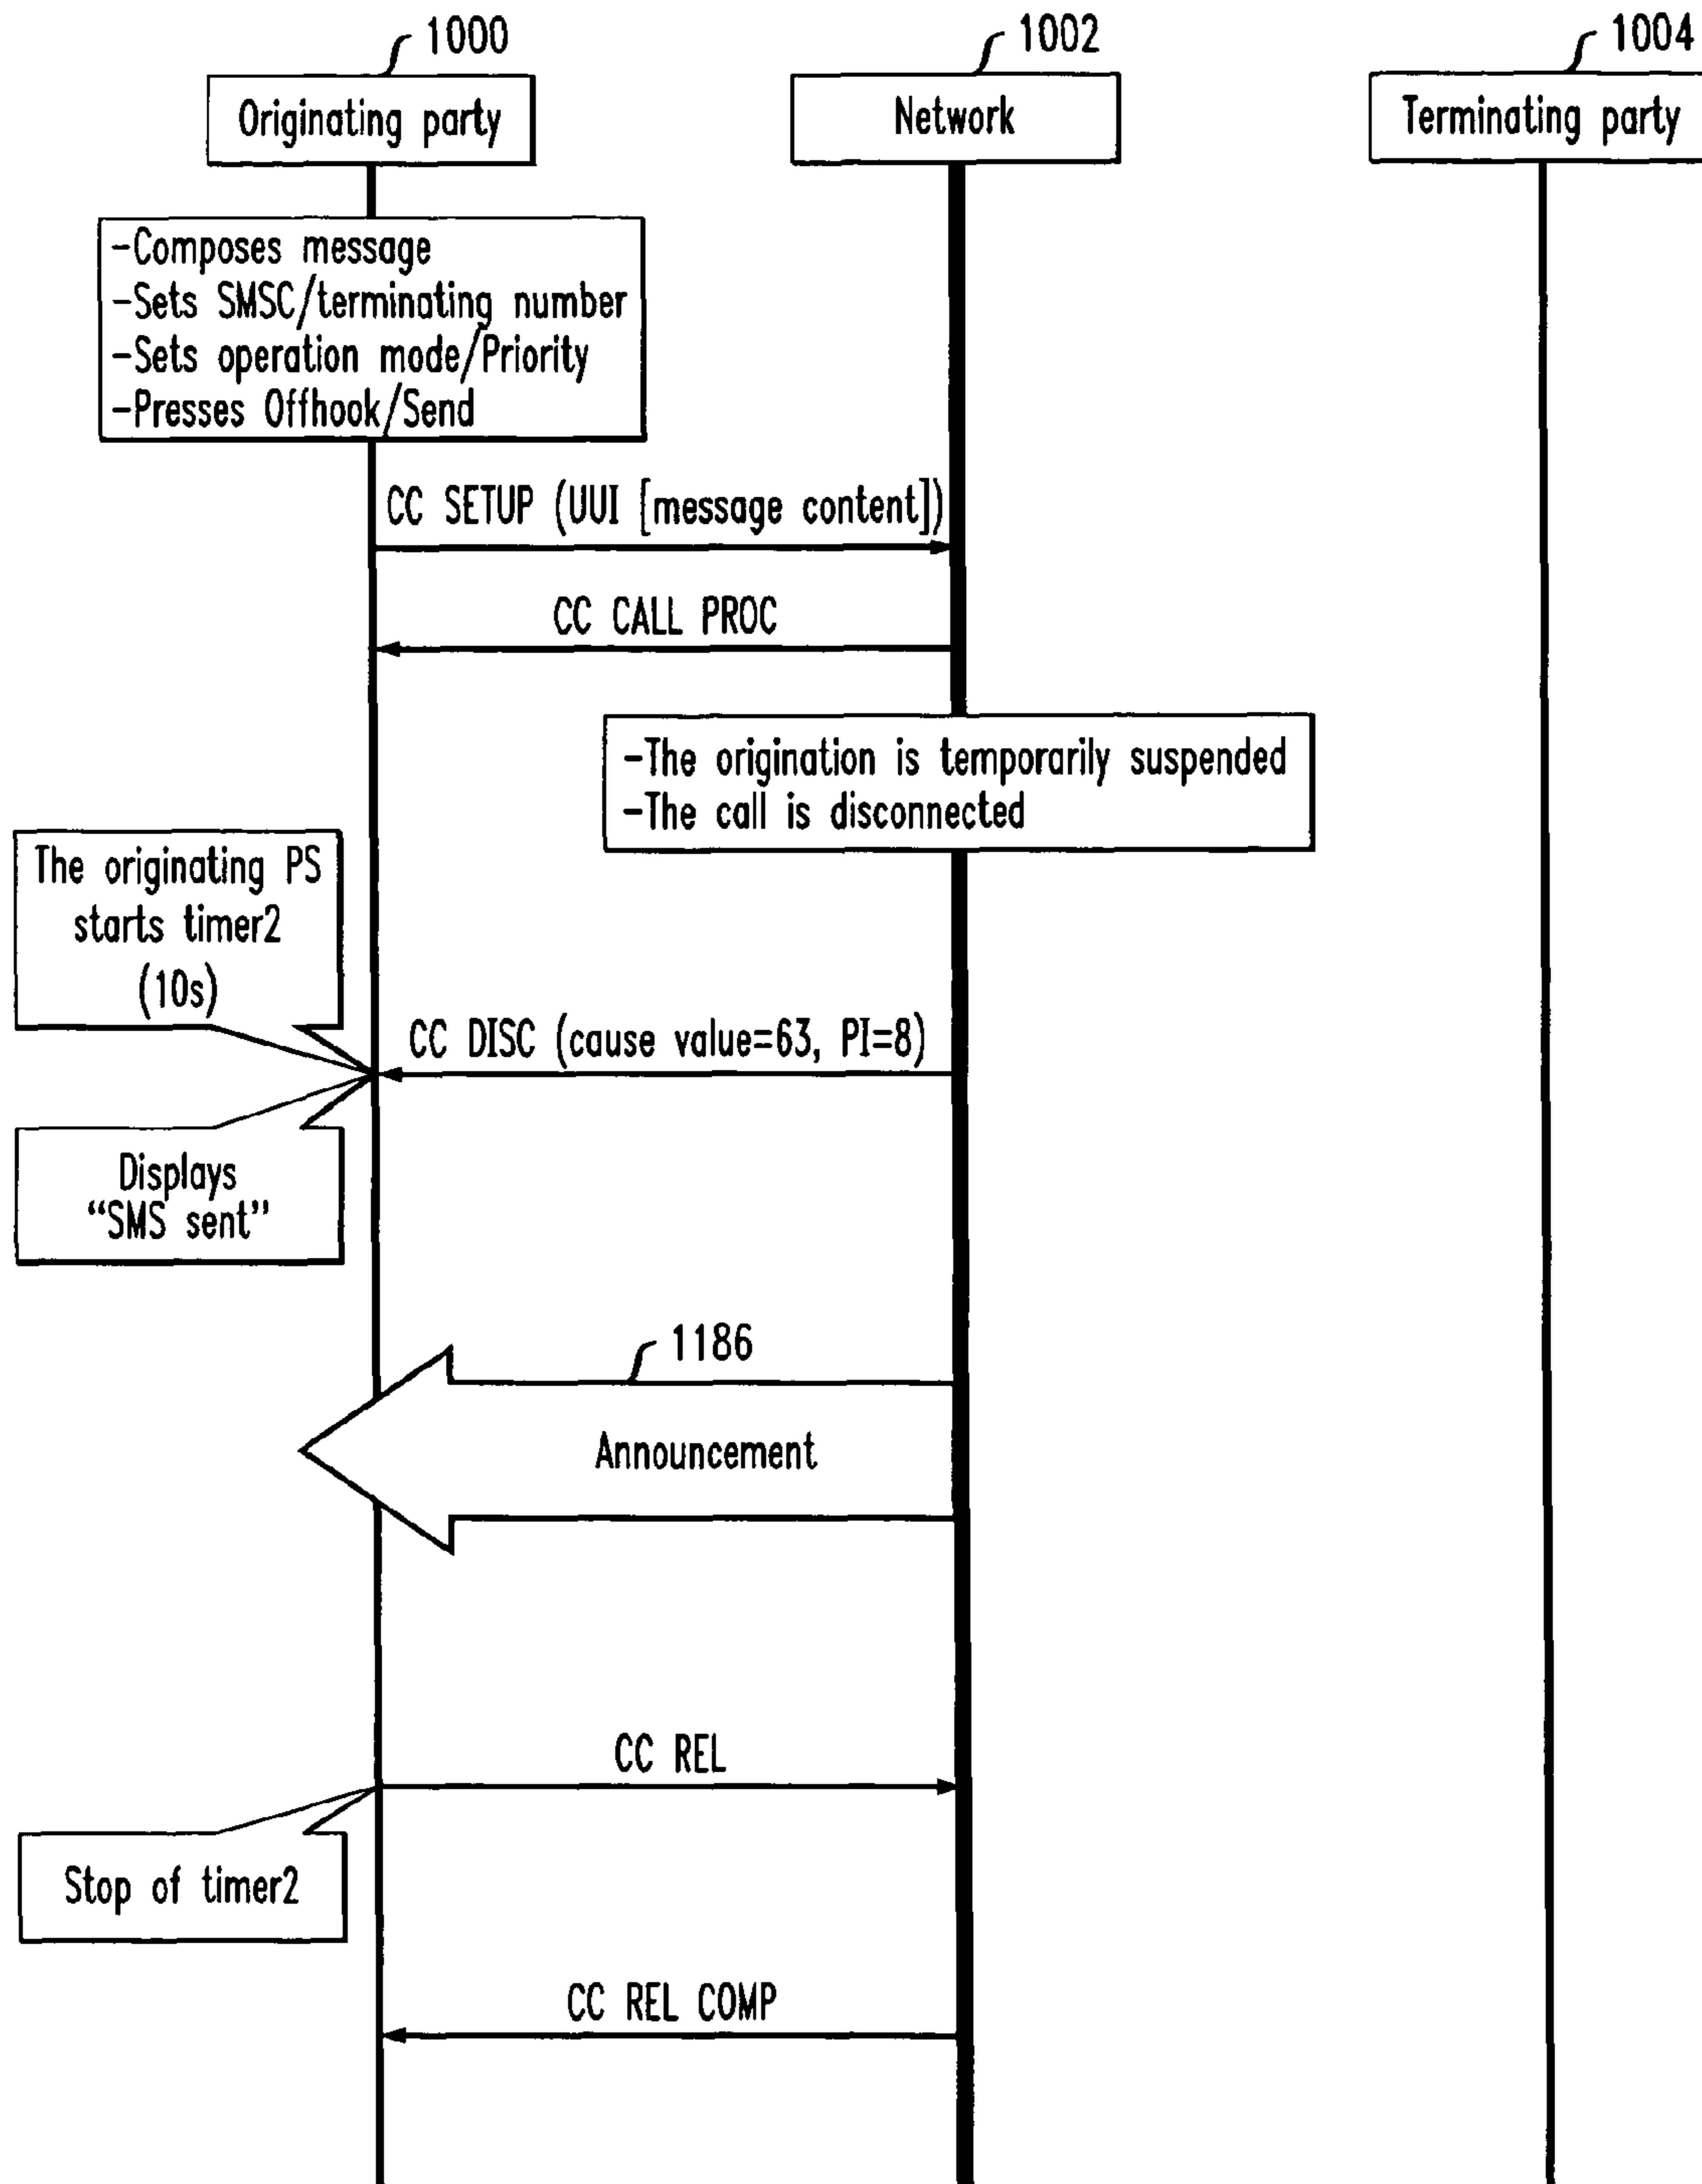 1000
1002
1004
Originating party
Network
Terminating party
-Composes message
-Sets SMSC/terminating number
-Sets operation mode/Priority
-Presses Offhook/Send
CC SETUP (UUI [message content])
CC CALL PROC
-The origination is temporarily suspended
-The call is disconnected
The originating PS
starts timer2
(10s)
CC DISC (cause value=63, PI=8)
Displays
“SMS sent”
1186
Announcement
CC REL
Stop of timer2
CC REL COMP